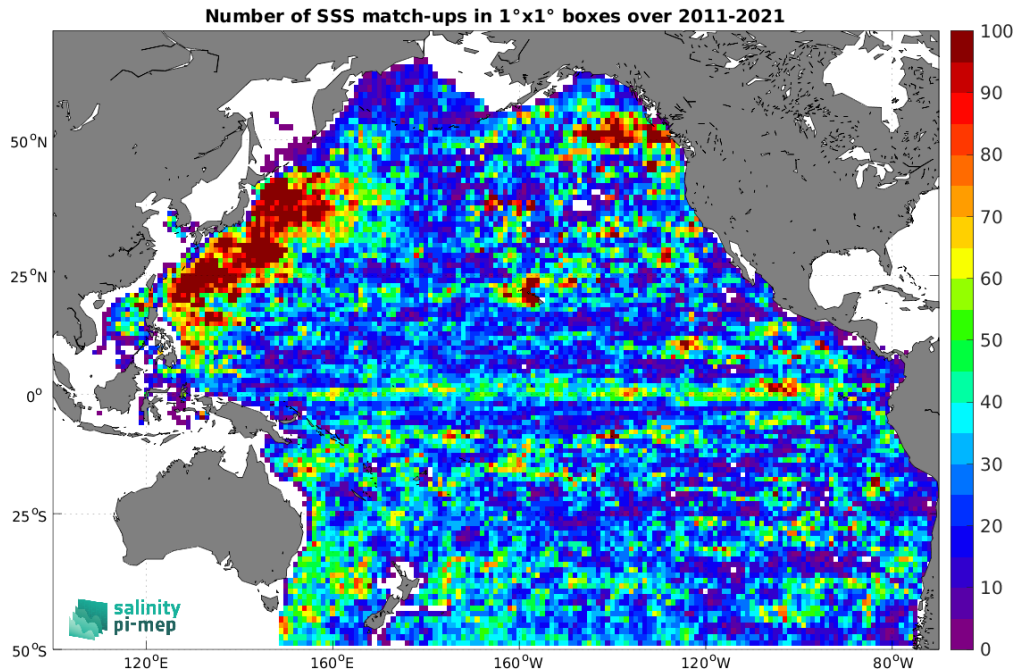 Number of SSS match-ups in 1°x1° boxes over 2011-2021
100
90
80
70
60
50
40
30
20
10
0
50°N
25°N
0°
25°S
50°S
120°E
160°E
160°W
120°W
80°W
salinity
pi-mep